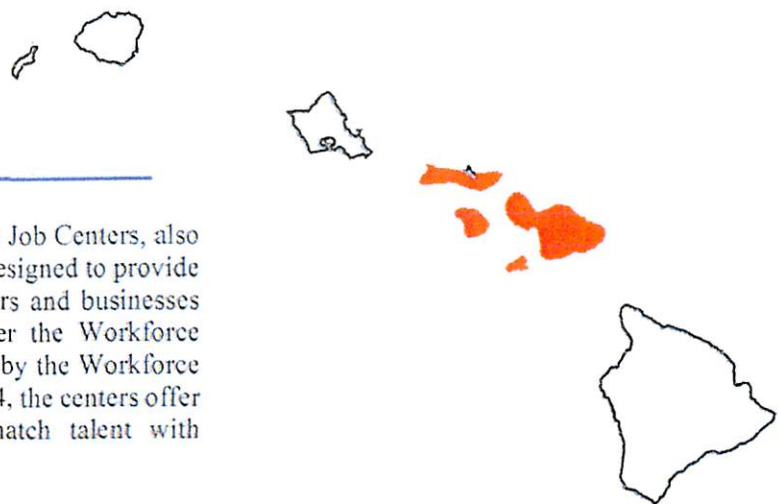 Job Centers, also
esigned to provide
rs and businesses
er the Workforce
by the Workforce
4, the centers offer
natch talent with